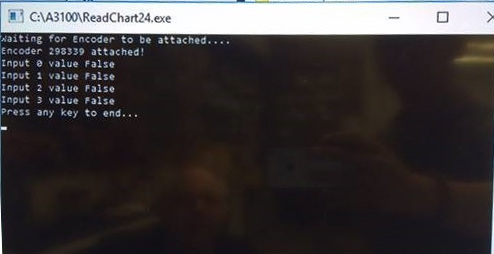 C:\A3100\ReadChart24.exe
Waiting for Encoder to be attached....
Encoder 298339 attached!
Input 0 value False
Input 1 value False
Input 2 value False
Input 3 value False
Press any key to end...